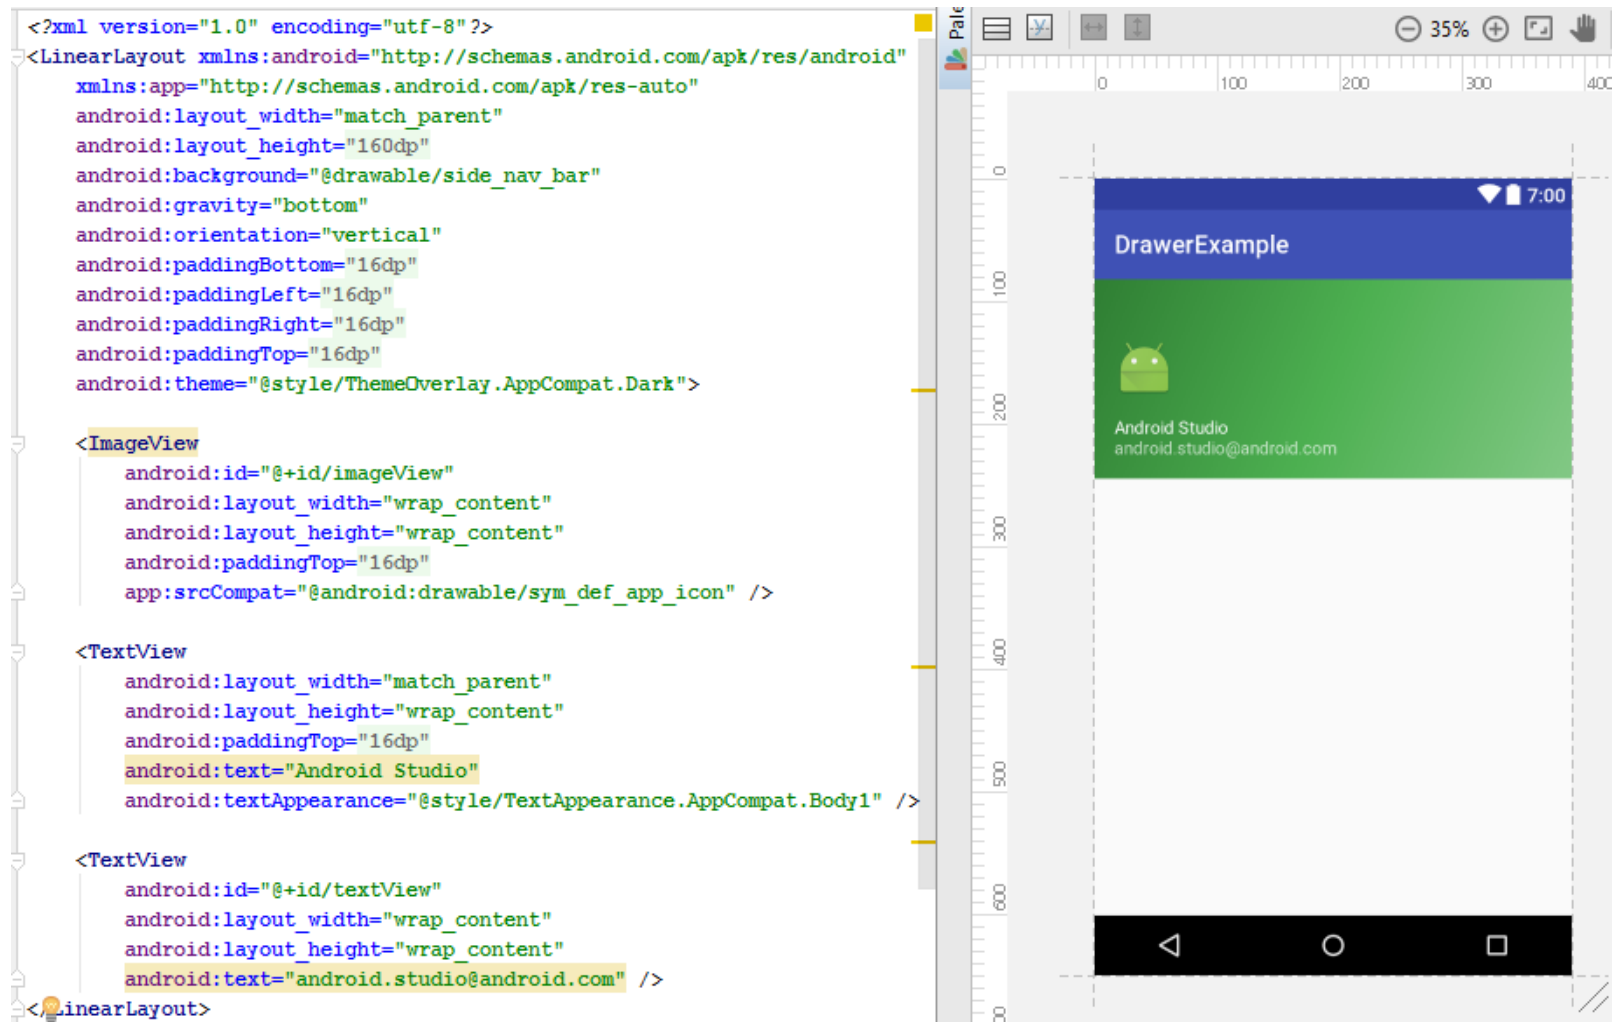 <?xml version="1.0" encoding="utf-8"?>
<LinearLayout xmlns:android="http://schemas.android.com/apk/res/android"
    xmlns:app="http://schemas.android.com/apk/res-auto"
    android:layout_width="match_parent"
    android:layout_height="160dp"
    android:background="@drawable/side_nav_bar"
    android:gravity="bottom"
    android:orientation="vertical"
    android:paddingBottom="16dp"
    android:paddingLeft="16dp"
    android:paddingRight="16dp"
    android:paddingTop="16dp"
    android:theme="@style/ThemeOverlay.AppCompat.Dark">
    <ImageView
        android:id="@+id/imageView"
        android:layout_width="wrap_content"
        android:layout_height="wrap_content"
        android:paddingTop="16dp"
        app:srcCompat="@android:drawable/sym_def_app_icon" />
    <TextView
        android:layout_width="match_parent"
        android:layout_height="wrap_content"
        android:paddingTop="16dp"
        android:text="Android Studio"
        android:textAppearance="@style/TextAppearance.AppCompat.Body1" />
    <TextView
        android:id="@+id/textView"
        android:layout_width="wrap_content"
        android:layout_height="wrap_content"
        android:text="android.studio@android.com" />
</LinearLayout>
Pale
35%
0 100 200 300 400
0
100
200
300
400
500
600
7:00
DrawerExample
Android Studio
android.studio@android.com